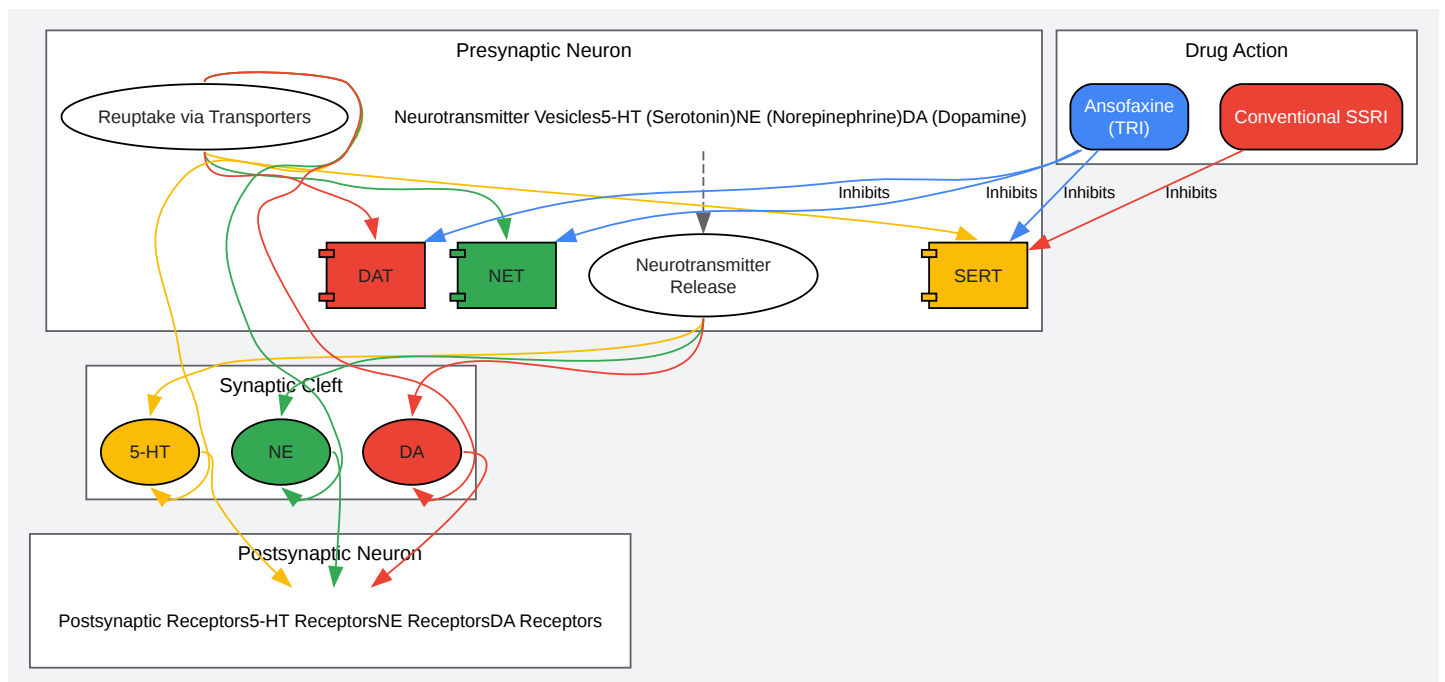 Presynaptic Neuron
Drug Action
Reuptake via Transporters
Neurotransmitter Vesicles5-HT (Serotonin)NE (Norepinephrine)DA (Dopamine)
Ansofaxine
(TRI)
Conventional SSRI
Inhibits
Inhibits
Inhibits
Inhibits
DAT
NET
Neurotransmitter
Release
SERT
Synaptic Cleft
5-HT
NE
DA
Postsynaptic Neuron
Postsynaptic Receptors5-HT ReceptorsNE ReceptorsDA Receptors